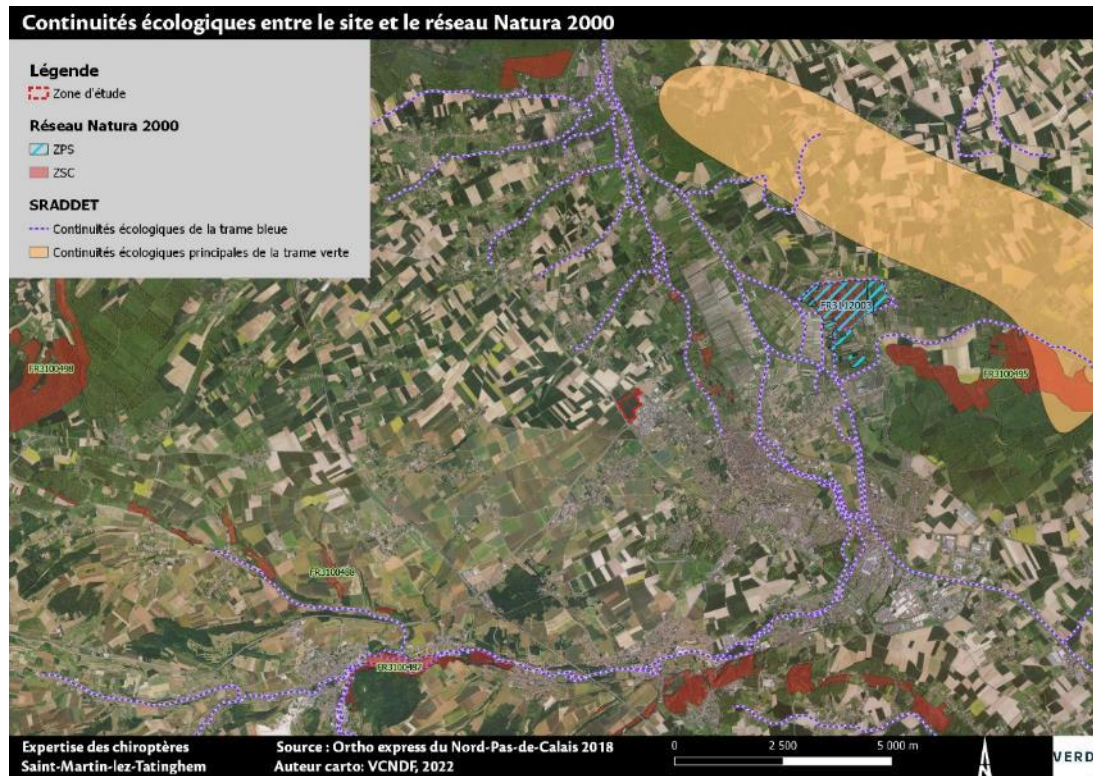 Continuités écologiques entre le site et le réseau Natura 2000
Légende
Zone d'étude
Réseau Natura 2000
ZPS
ZSC
SRADDET
Continuités écologiques de la trame bleue
Continuités écologiques principales de la trame verte
FR3112003
FR3100498
FR3100495
FR3100488
FR3100487
Expertise des chiroptères
Saint-Martin-lez-Tatinghem
Source : Ortho express du Nord-Pas-de-Calais 2018
Auteur carto: VCNDF, 2022
0 2 500 5 000 m
N
VERD